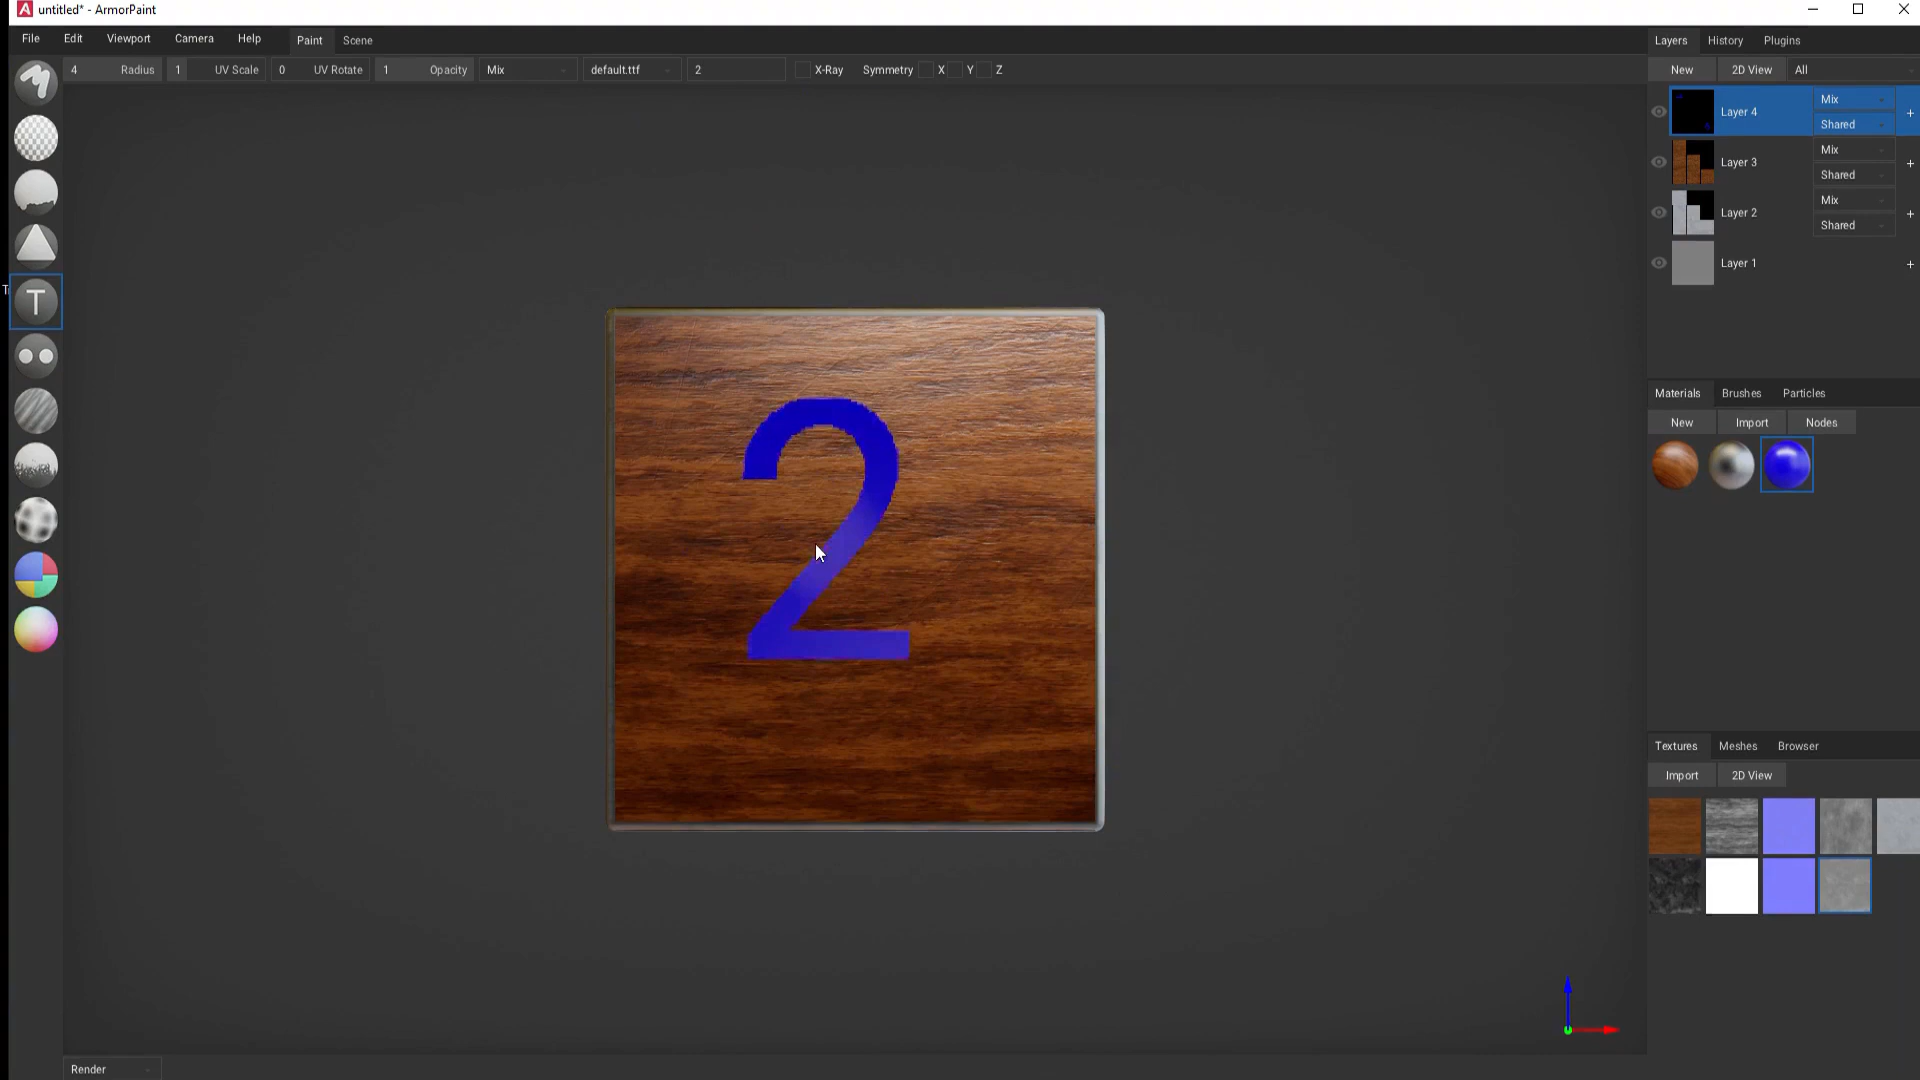 untitled* - ArmorPaint
File Edit Viewport Camera Help Paint Scene
Layers History Plugins
4 Radius 1 UV Scale 0 UV Rotate 1 Opacity Mix default.ttf 2 X-Ray Symmetry X Y Z
New 2D View All
Layer 4 Mix
Shared
Layer 3 Mix
Shared
Layer 2 Mix
Shared
Layer 1
T
2
Materials Brushes Particles
New Import Nodes
Textures Meshes Browser
Import 2D View
Render